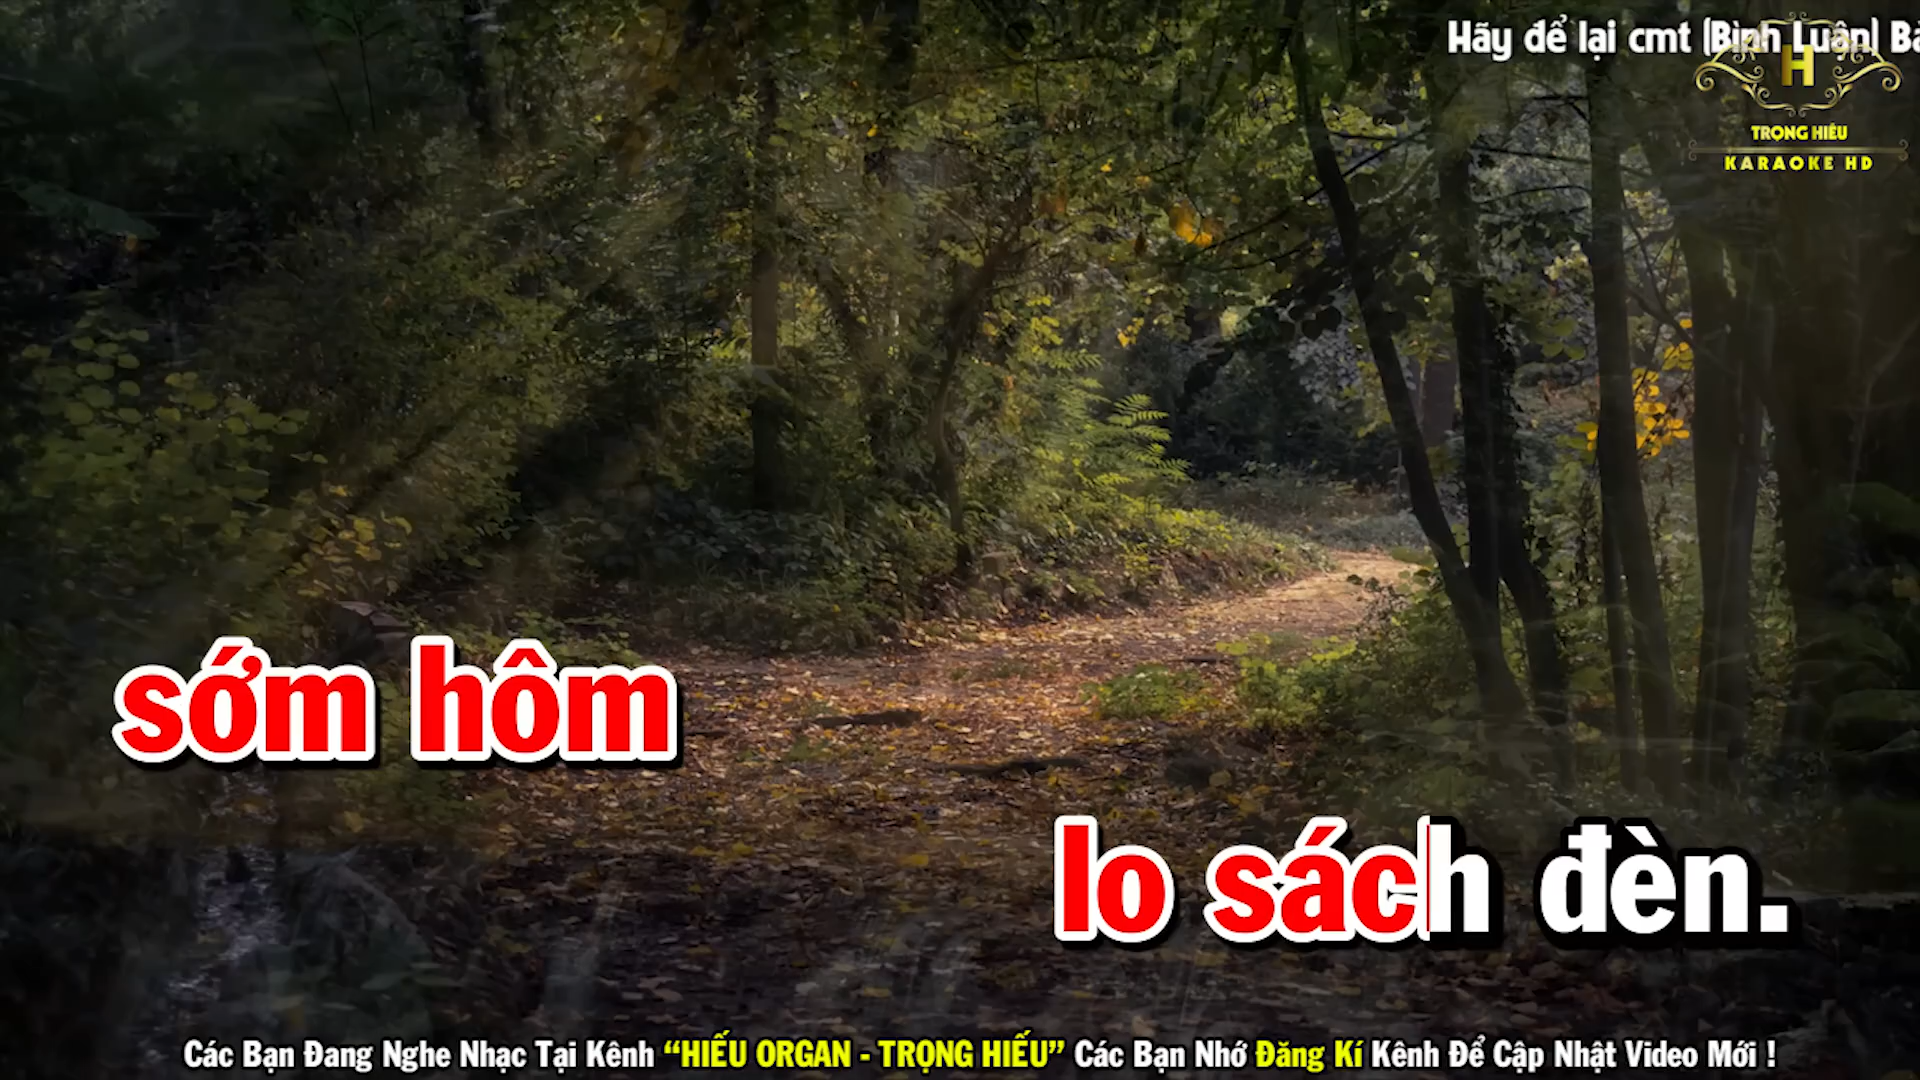 Hãy để lại cmt (Bình Luận)
H
TRỌNG HIẾU
KARAOKE HD
sớm hôm
lo sách đèn.
Các Bạn Đang Nghe Nhạc Tại Kênh “HIẾU ORGAN - TRỌNG HIẾU” Các Bạn Nhớ Đăng Kí Kênh Để Cập Nhật Video Mới !